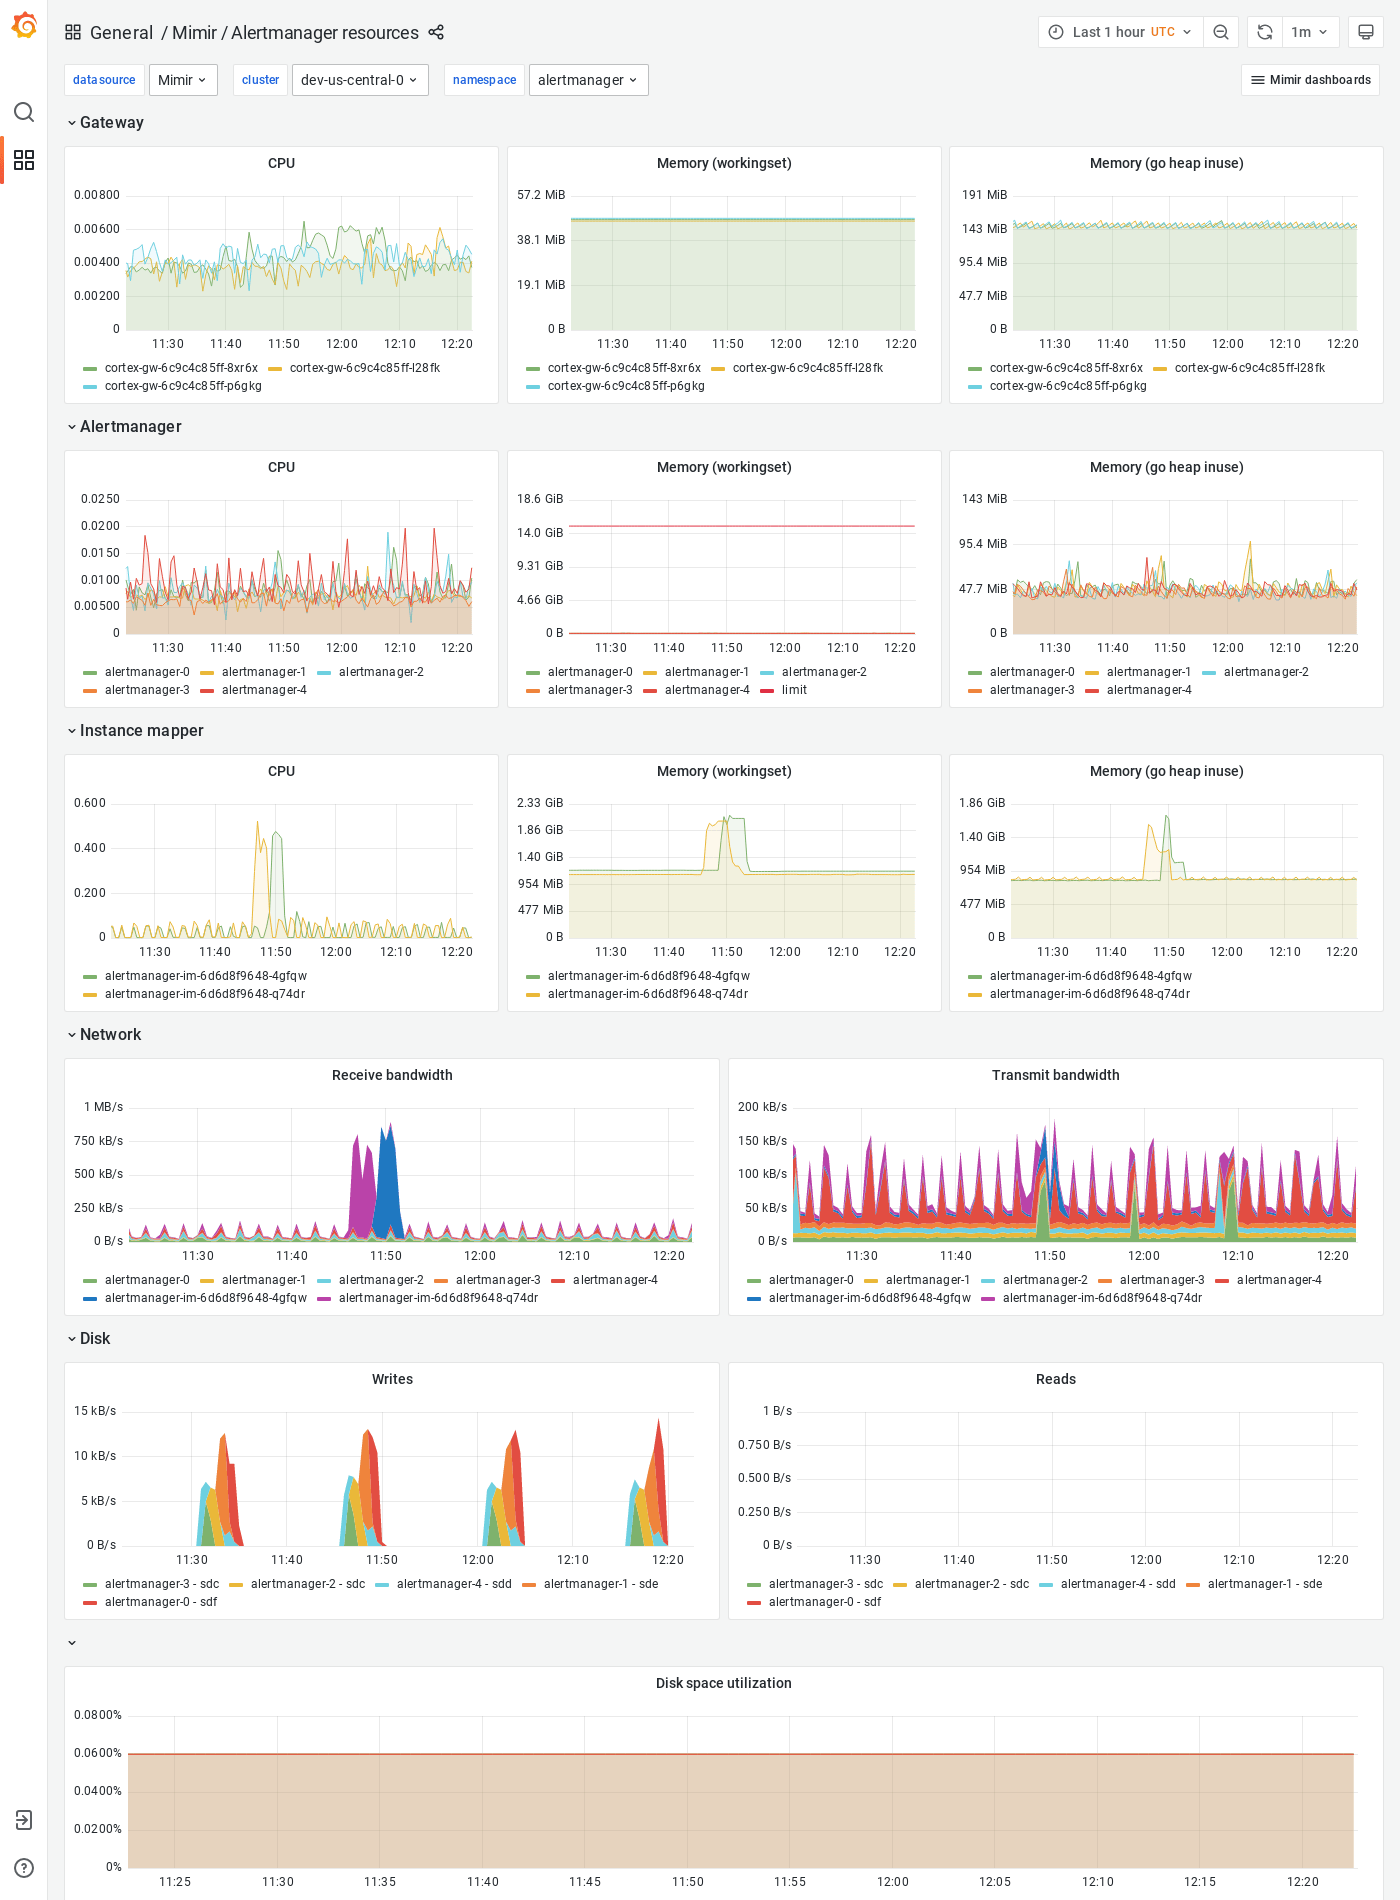 General / Mimir / Alertmanager resources
Last 1 hour UTC
1m
datasource Mimir cluster dev-us-central-0 namespace alertmanager
Mimir dashboards
Gateway
CPU
0.00800
0.00600
0.00400
0.00200
0
11:30 11:40 11:50 12:00 12:10 12:20
cortex-gw-6c9c4c85ff-8xr6x cortex-gw-6c9c4c85ff-l28fk
cortex-gw-6c9c4c85ff-p6gkg
Memory (workingset)
57.2 MiB
38.1 MiB
19.1 MiB
0 B
11:30 11:40 11:50 12:00 12:10 12:20
cortex-gw-6c9c4c85ff-8xr6x cortex-gw-6c9c4c85ff-l28fk
cortex-gw-6c9c4c85ff-p6gkg
Memory (go heap inuse)
191 MiB
143 MiB
95.4 MiB
47.7 MiB
0 B
11:30 11:40 11:50 12:00 12:10 12:20
cortex-gw-6c9c4c85ff-8xr6x cortex-gw-6c9c4c85ff-l28fk
cortex-gw-6c9c4c85ff-p6gkg
Alertmanager
CPU
0.0250
0.0200
0.0150
0.0100
0.00500
0
11:30 11:40 11:50 12:00 12:10 12:20
alertmanager-0 alertmanager-1 alertmanager-2
alertmanager-3 alertmanager-4
Memory (workingset)
18.6 GiB
14.0 GiB
9.31 GiB
4.66 GiB
0 B
11:30 11:40 11:50 12:00 12:10 12:20
alertmanager-0 alertmanager-1 alertmanager-2
alertmanager-3 alertmanager-4 limit
Memory (go heap inuse)
143 MiB
95.4 MiB
47.7 MiB
0 B
11:30 11:40 11:50 12:00 12:10 12:20
alertmanager-0 alertmanager-1 alertmanager-2
alertmanager-3 alertmanager-4
Instance mapper
CPU
0.600
0.400
0.200
0
11:30 11:40 11:50 12:00 12:10 12:20
alertmanager-im-6d6d8f9648-4gfqw
alertmanager-im-6d6d8f9648-q74dr
Memory (workingset)
2.33 GiB
1.86 GiB
1.40 GiB
954 MiB
477 MiB
0 B
11:30 11:40 11:50 12:00 12:10 12:20
alertmanager-im-6d6d8f9648-4gfqw
alertmanager-im-6d6d8f9648-q74dr
Memory (go heap inuse)
1.86 GiB
1.40 GiB
954 MiB
477 MiB
0 B
11:30 11:40 11:50 12:00 12:10 12:20
alertmanager-im-6d6d8f9648-4gfqw
alertmanager-im-6d6d8f9648-q74dr
Network
Receive bandwidth
1 MB/s
750 kB/s
500 kB/s
250 kB/s
0 B/s
11:30 11:40 11:50 12:00 12:10 12:20
alertmanager-0 alertmanager-1 alertmanager-2 alertmanager-3 alertmanager-4
alertmanager-im-6d6d8f9648-4gfqw alertmanager-im-6d6d8f9648-q74dr
Transmit bandwidth
200 kB/s
150 kB/s
100 kB/s
50 kB/s
0 B/s
11:30 11:40 11:50 12:00 12:10 12:20
alertmanager-0 alertmanager-1 alertmanager-2 alertmanager-3 alertmanager-4
alertmanager-im-6d6d8f9648-4gfqw alertmanager-im-6d6d8f9648-q74dr
Disk
Writes
15 kB/s
10 kB/s
5 kB/s
0 B/s
11:30 11:40 11:50 12:00 12:10 12:20
alertmanager-3 - sdc alertmanager-2 - sdc alertmanager-4 - sdd alertmanager-1 - sde
alertmanager-0 - sdf
Reads
1 B/s
0.750 B/s
0.500 B/s
0.250 B/s
0 B/s
11:30 11:40 11:50 12:00 12:10 12:20
alertmanager-3 - sdc alertmanager-2 - sdc alertmanager-4 - sdd alertmanager-1 - sde
alertmanager-0 - sdf
Disk space utilization
0.0800%
0.0600%
0.0400%
0.0200%
0%
11:25 11:30 11:35 11:40 11:45 11:50 11:55 12:00 12:05 12:10 12:15 12:20